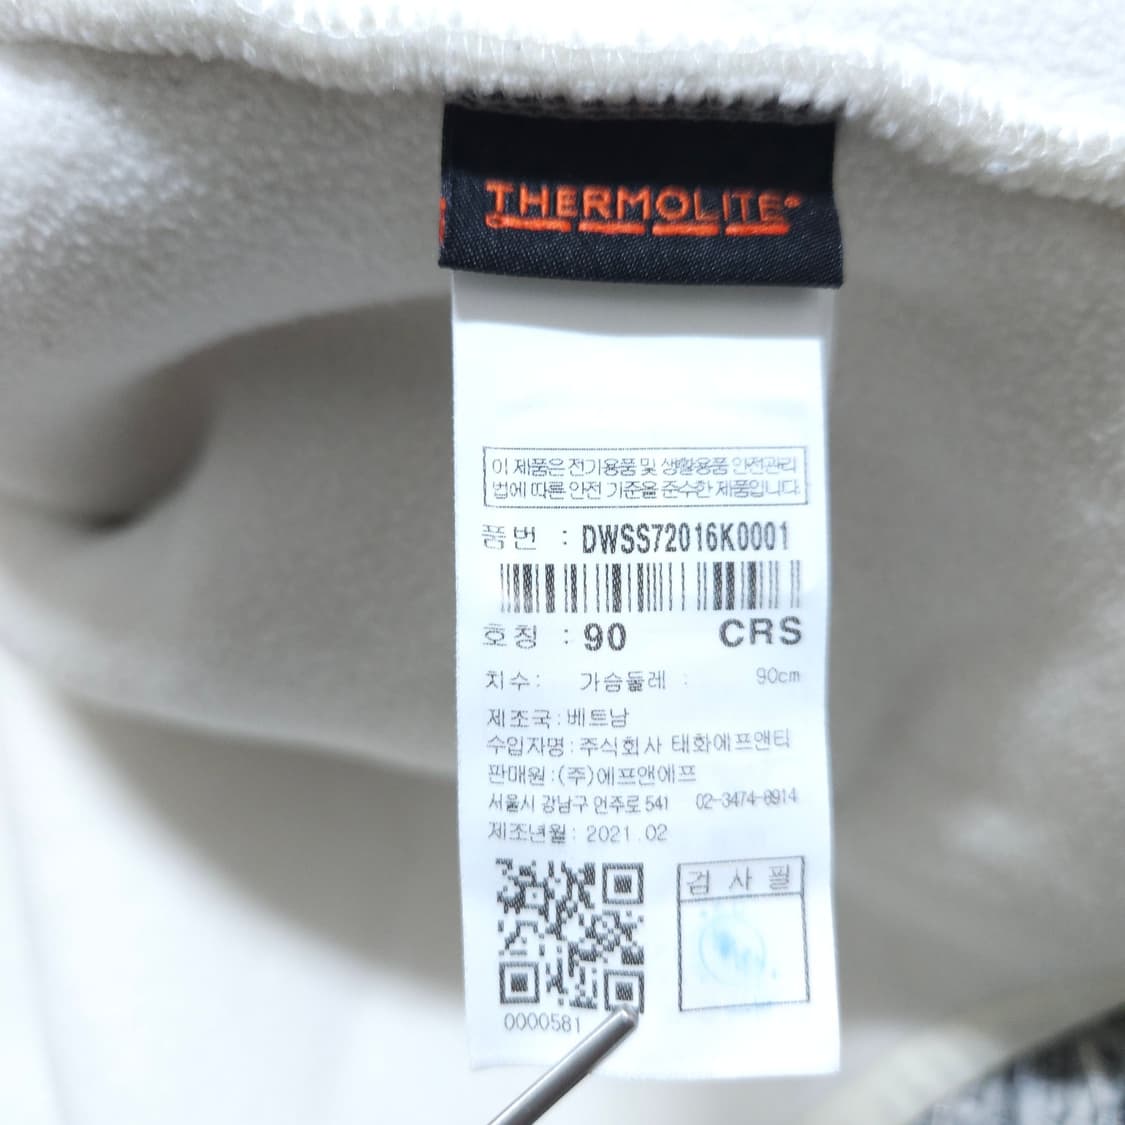 THERMOLITE®
이 제품은 전기용품 및 생활용품 안전관리
법에 따른 안전 기준을 준수한 제품입니다.
품번 : DWSS72016K0001
호칭 : 90 CRS
치수: 가슴둘레 : 90cm
제조국:베트남
수입자명:주식회사 태화에프앤티
판매원:(주)에프앤에프
서울시 강남구 언주로 541 02-3474-8914
제조년월: 2021.02
검사필
0000581